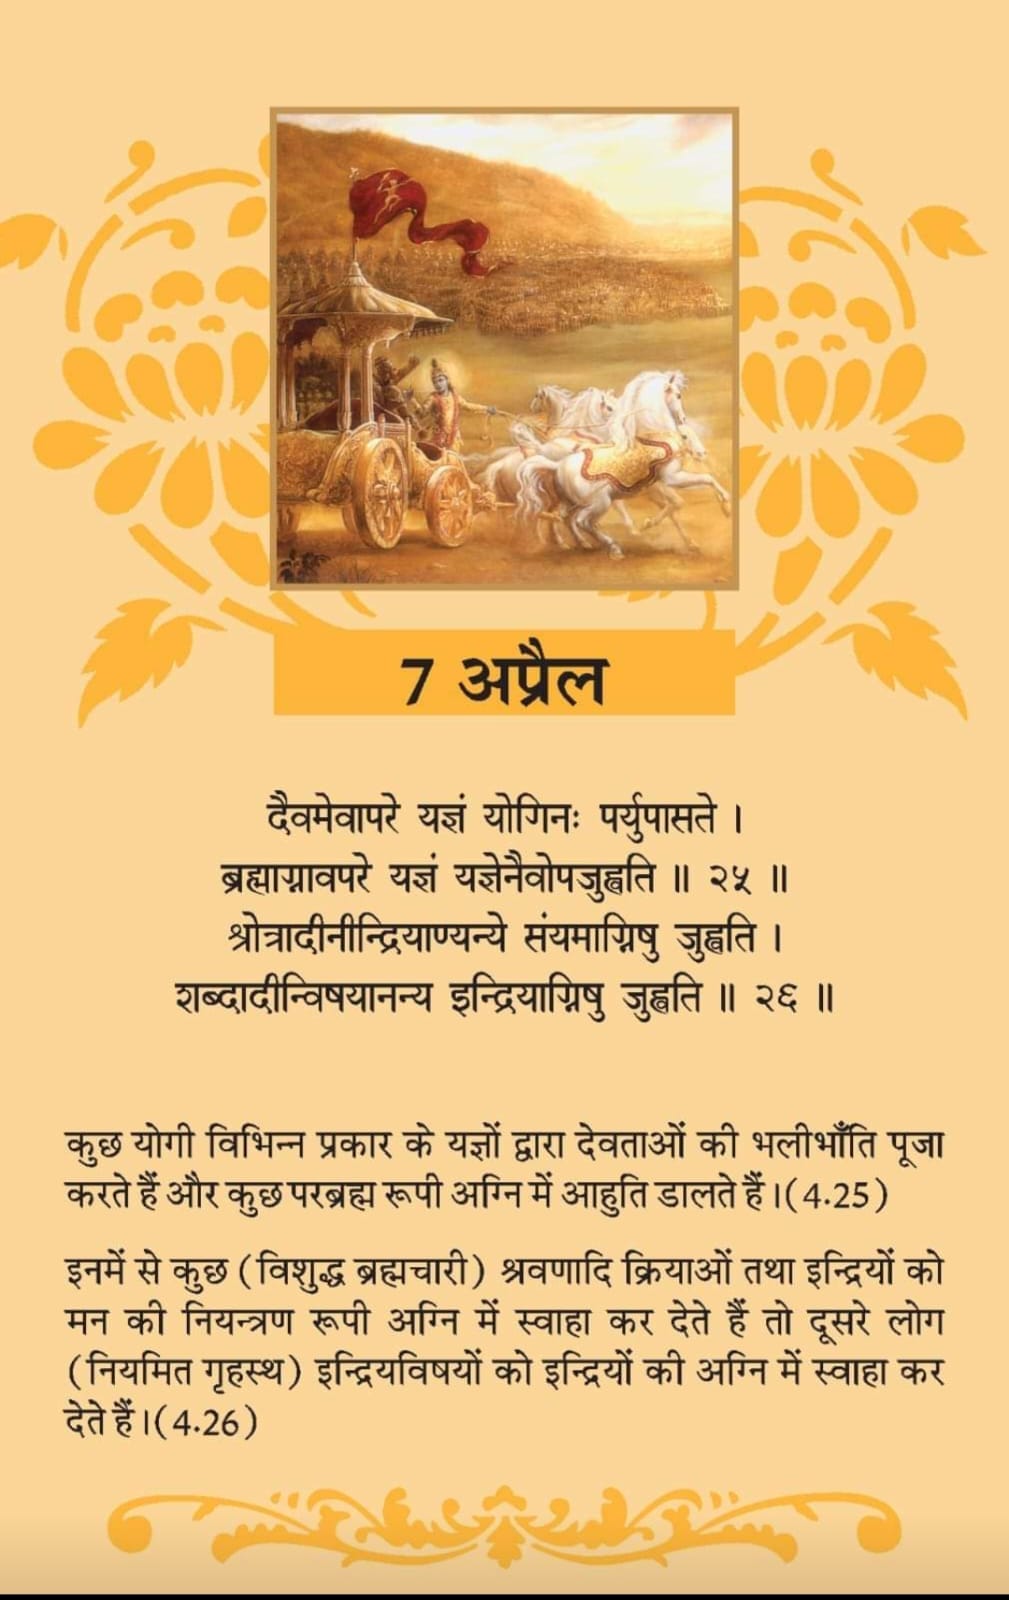 7 अप्रैल
दैवमेवापरे यज्ञं योगिनः पर्युपासते ।
ब्रह्माग्नावपरे यज्ञं यज्ञेनैवोपजुह्वति ॥ २५ ॥
श्रोत्रादीनीन्द्रियाण्यन्ये संयमाग्निषु जुह्वति ।
शब्दादीन्विषयानन्य इन्द्रियाग्निषु जुह्वति ॥ २६ ॥
कुछ योगी विभिन्न प्रकार के यज्ञों द्वारा देवताओं की भलीभाँति पूजा
करते हैं और कुछ परब्रह्म रूपी अग्नि में आहुति डालते हैं ।(4.25)
इनमें से कुछ (विशुद्ध ब्रह्मचारी) श्रवणादि क्रियाओं तथा इन्द्रियों को
मन की नियन्त्रण रूपी अग्नि में स्वाहा कर देते हैं तो दूसरे लोग
(नियमित गृहस्थ) इन्द्रियविषयों को इन्द्रियों की अग्नि में स्वाहा कर
देते हैं ।(4.26)